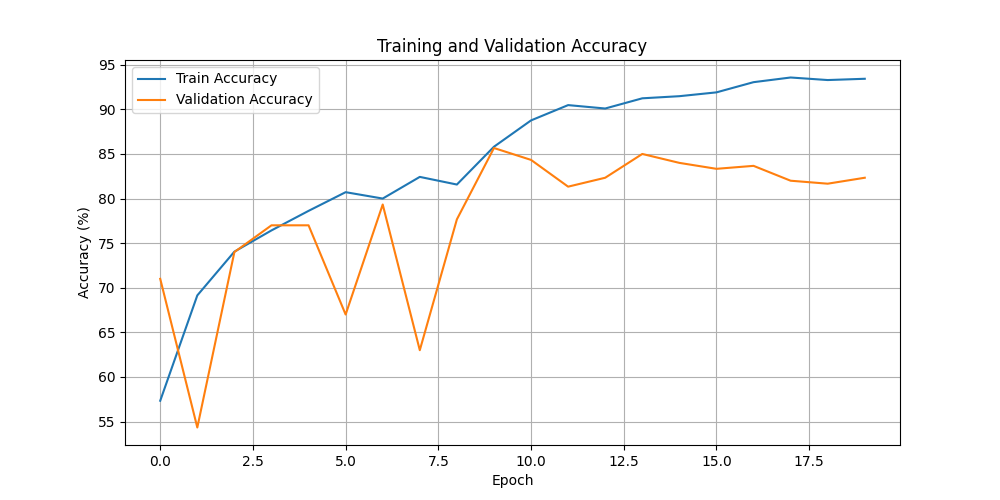 Training and Validation Accuracy
Train Accuracy
Validation Accuracy
Accuracy (%)
95
90
85
80
75
70
65
60
55
0.0 2.5 5.0 7.5 10.0 12.5 15.0 17.5
Epoch